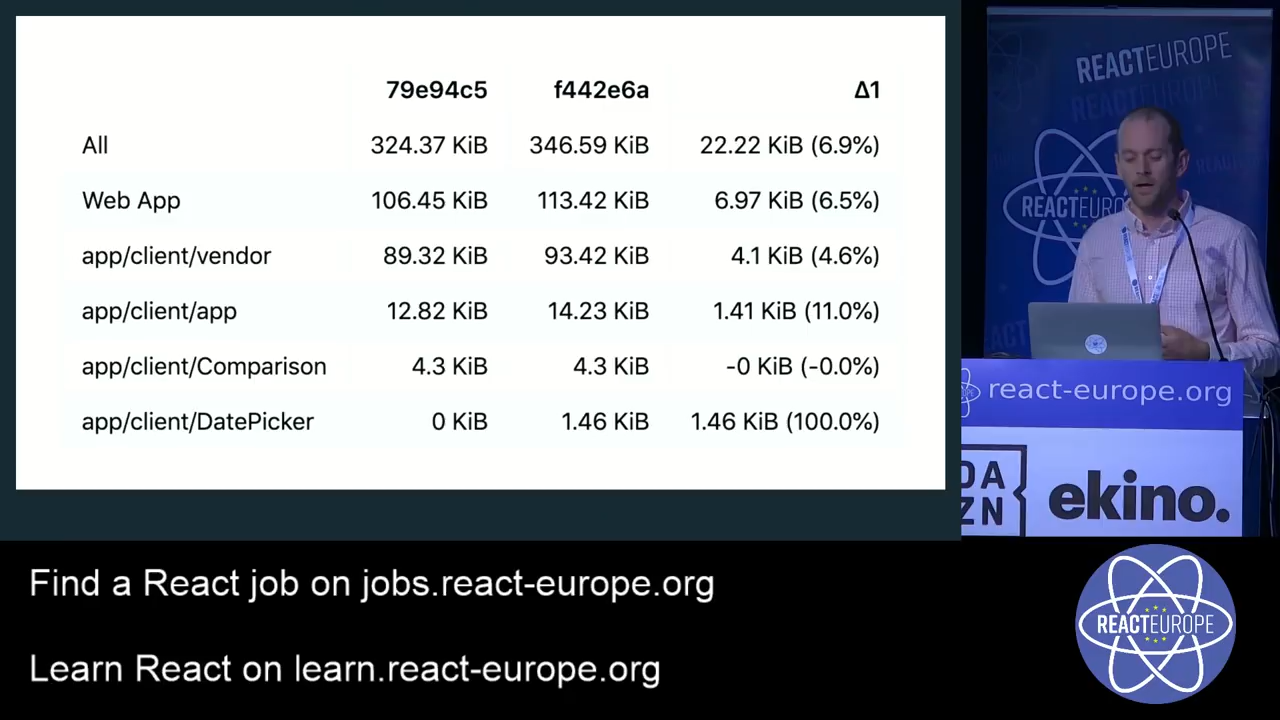 79e94c5 f442e6a Δ1
All 324.37 KiB 346.59 KiB 22.22 KiB (6.9%)
Web App 106.45 KiB 113.42 KiB 6.97 KiB (6.5%)
app/client/vendor 89.32 KiB 93.42 KiB 4.1 KiB (4.6%)
app/client/app 12.82 KiB 14.23 KiB 1.41 KiB (11.0%)
app/client/Comparison 4.3 KiB 4.3 KiB -0 KiB (-0.0%)
app/client/DatePicker 0 KiB 1.46 KiB 1.46 KiB (100.0%)
REACTEUROPE
REACTEUROPE
REACTEURO
react-europe.org
DA
ZN
ekino.
Find a React job on jobs.react-europe.org
Learn React on learn.react-europe.org
REACTEUROPE